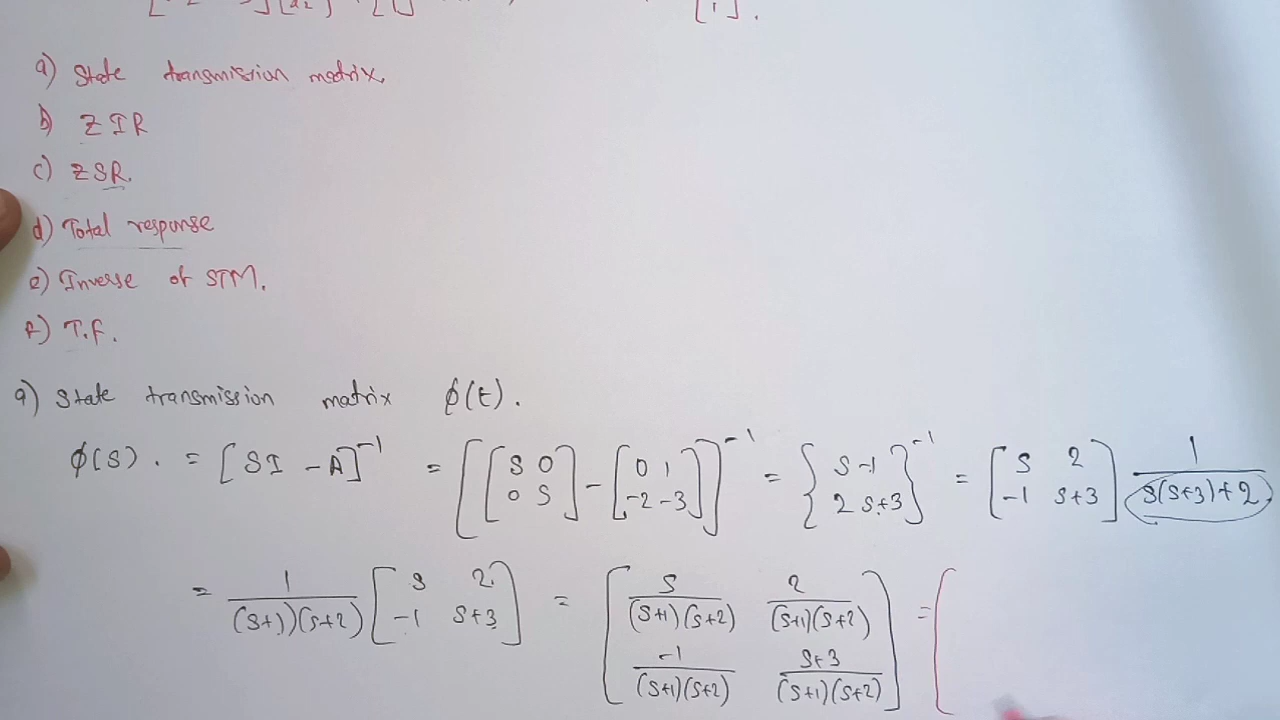 a) State transmission matrix.
b) ZIR
c) ZSR.
d) Total response
e) Inverse of STM.
f) T.F.
a) State transmission matrix ϕ(t).
ϕ(S). = [SI - A]⁻¹ = [[S 0 0 S] - [0 1 -2 -3]]⁻¹ = {S -1 2 S+3}⁻¹ = [S 2 -1 S+3] 1/(S(S+3)+2)
= 1/((S+1)(S+2)) [S 2 -1 S+3] = [S/((S+1)(S+2)) 2/((S+1)(S+2)) -1/((S+1)(S+2)) S+3/((S+1)(S+2))] = [